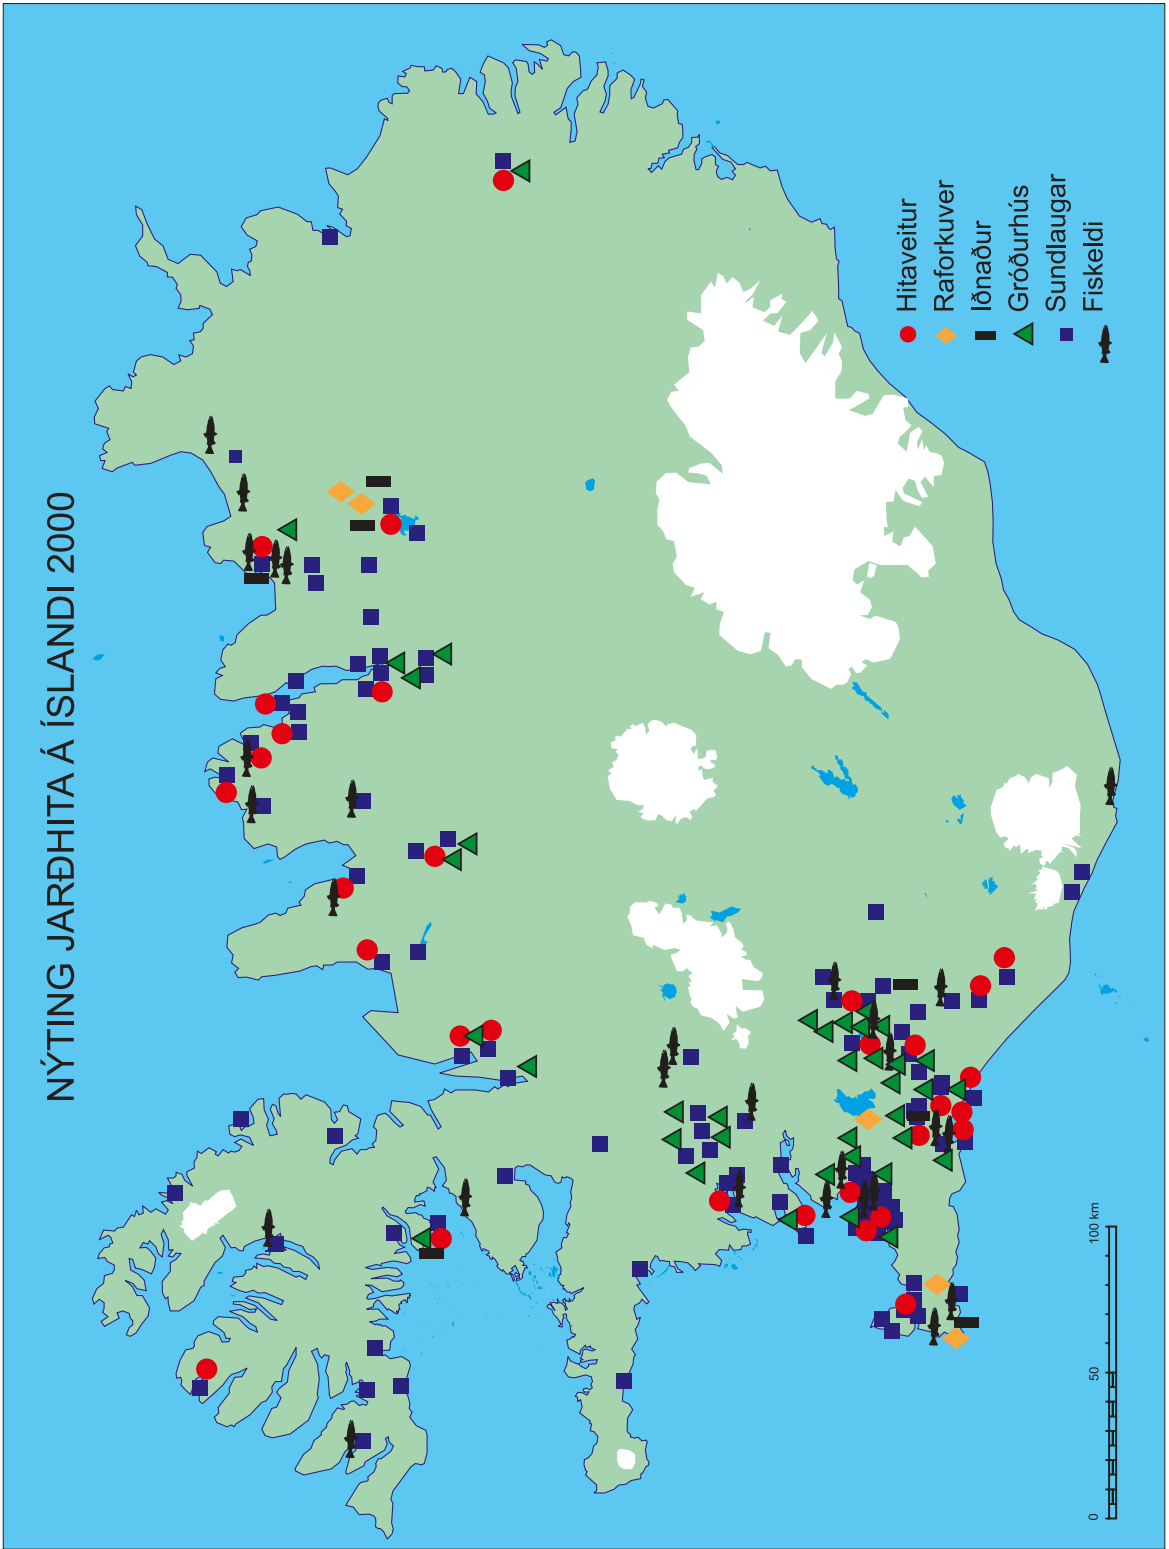 NÝTING JARÐHITA Á ÍSLANDI 2000
Hitaveitur
Raforkuver
Iðnaður
Gróðurhús
Sundlaugar
Fiskeldi
0
50
100 km